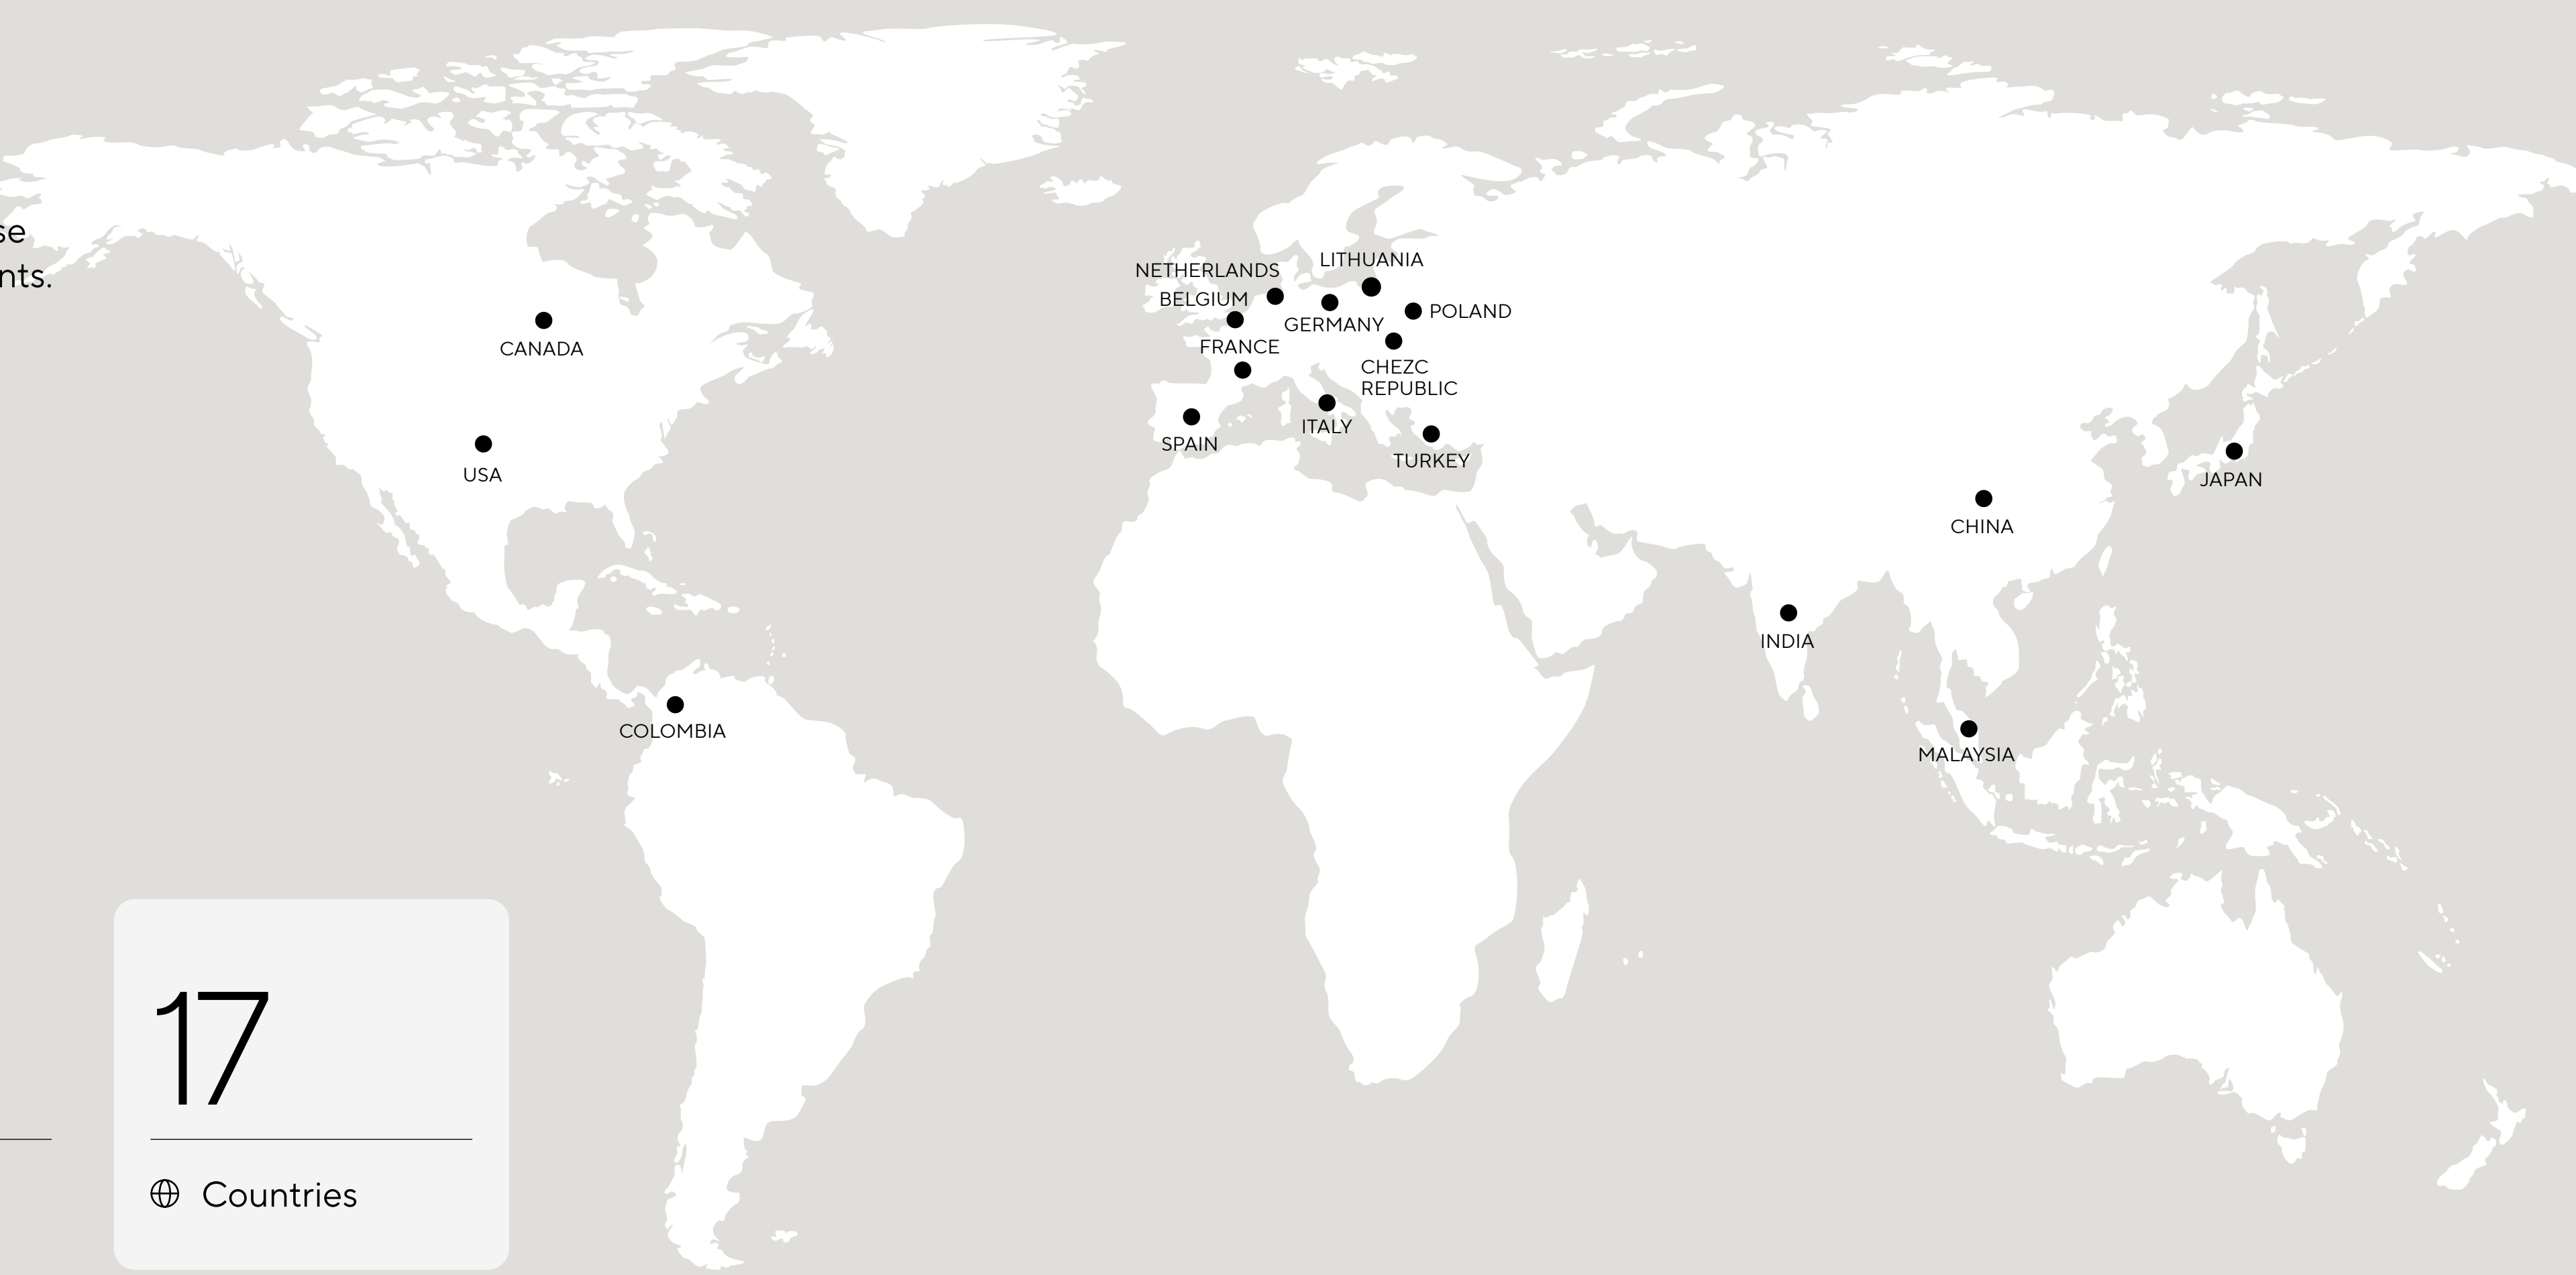 se
nts.
LITHUANIA
NETHERLANDS
BELGIUM
POLAND
GERMANY
FRANCE
CANADA
CHEZC
REPUBLIC
ITALY
SPAIN
TURKEY
USA
JAPAN
CHINA
INDIA
COLOMBIA
MALAYSIA
17
Countries